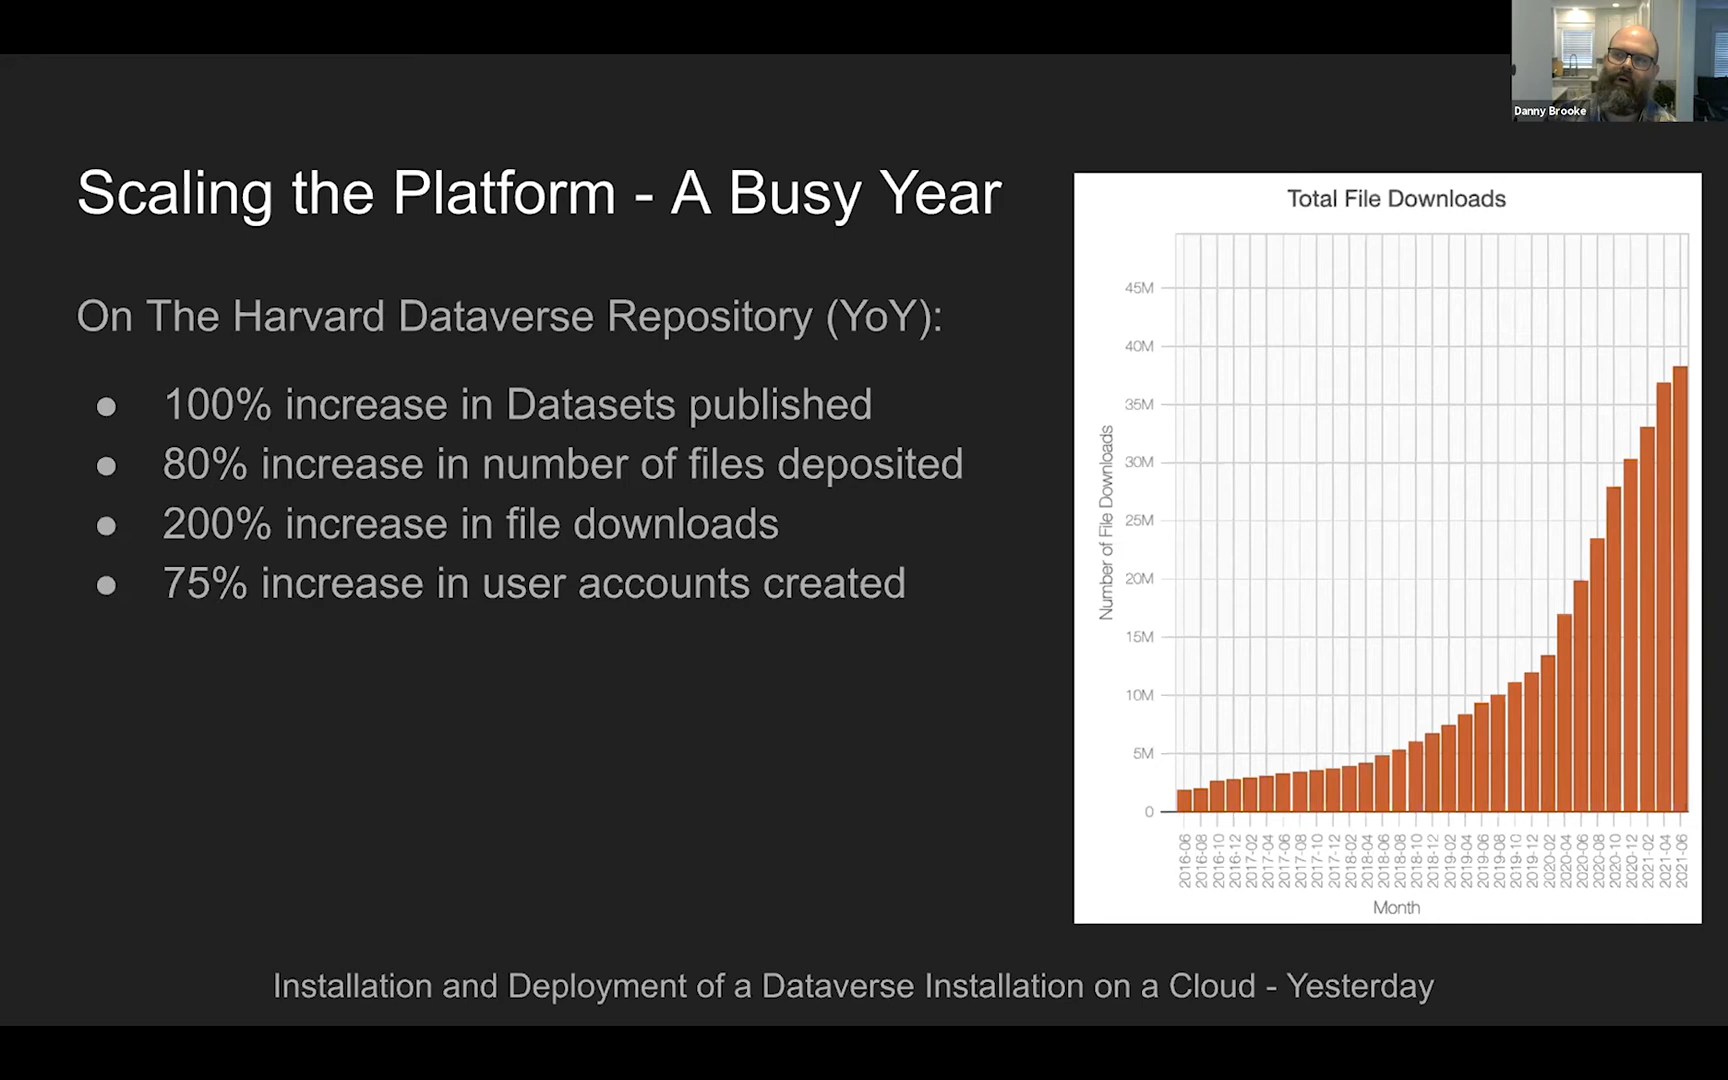 Danny Brooke
Scaling the Platform - A Busy Year
On The Harvard Dataverse Repository (YoY):
● 100% increase in Datasets published
● 80% increase in number of files deposited
● 200% increase in file downloads
● 75% increase in user accounts created
Total File Downloads
Number of File Downloads
45M
40M
35M
30M
25M
20M
15M
10M
5M
0
2016-06
2016-08
2016-10
2016-12
2017-02
2017-04
2017-06
2017-08
2017-10
2017-12
2018-02
2018-04
2018-06
2018-08
2018-10
2018-12
2019-02
2019-04
2019-06
2019-08
2019-10
2019-12
2020-02
2020-04
2020-06
2020-08
2020-10
2020-12
2021-02
2021-04
2021-06
Month
Installation and Deployment of a Dataverse Installation on a Cloud - Yesterday